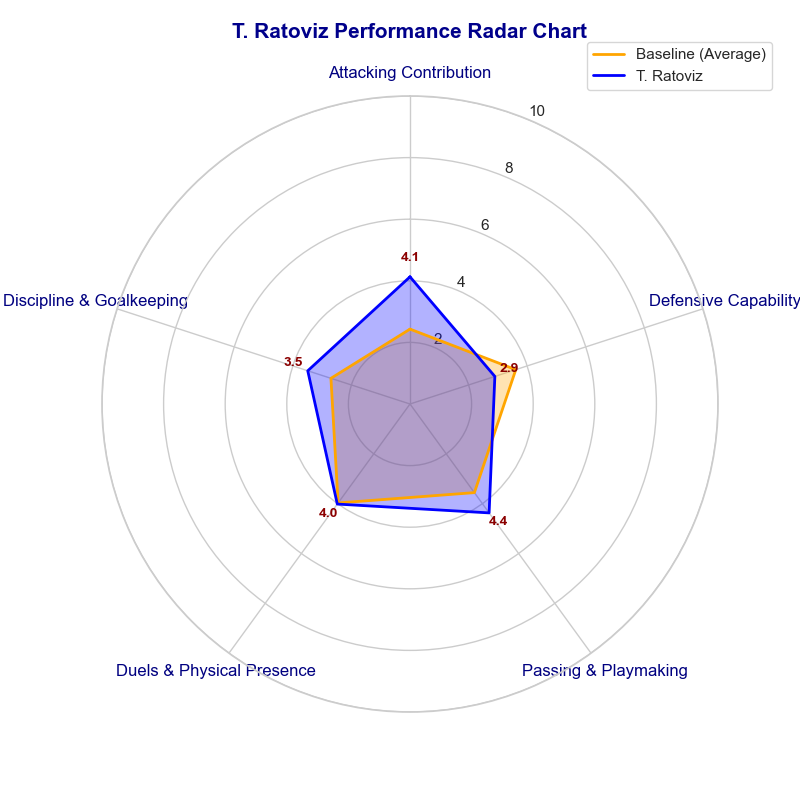 T. Ratoviz Performance Radar Chart
Baseline (Average)
T. Ratoviz
Attacking Contribution
10
8
6
4.1
4
Discipline & Goalkeeping
Defensive Capability
2
3.5
2.9
4.0
4.4
Duels & Physical Presence
Passing & Playmaking